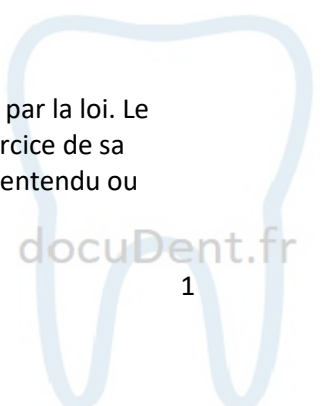 par la loi. Le
rcice de sa
entendu ou
docuDent.fr
1